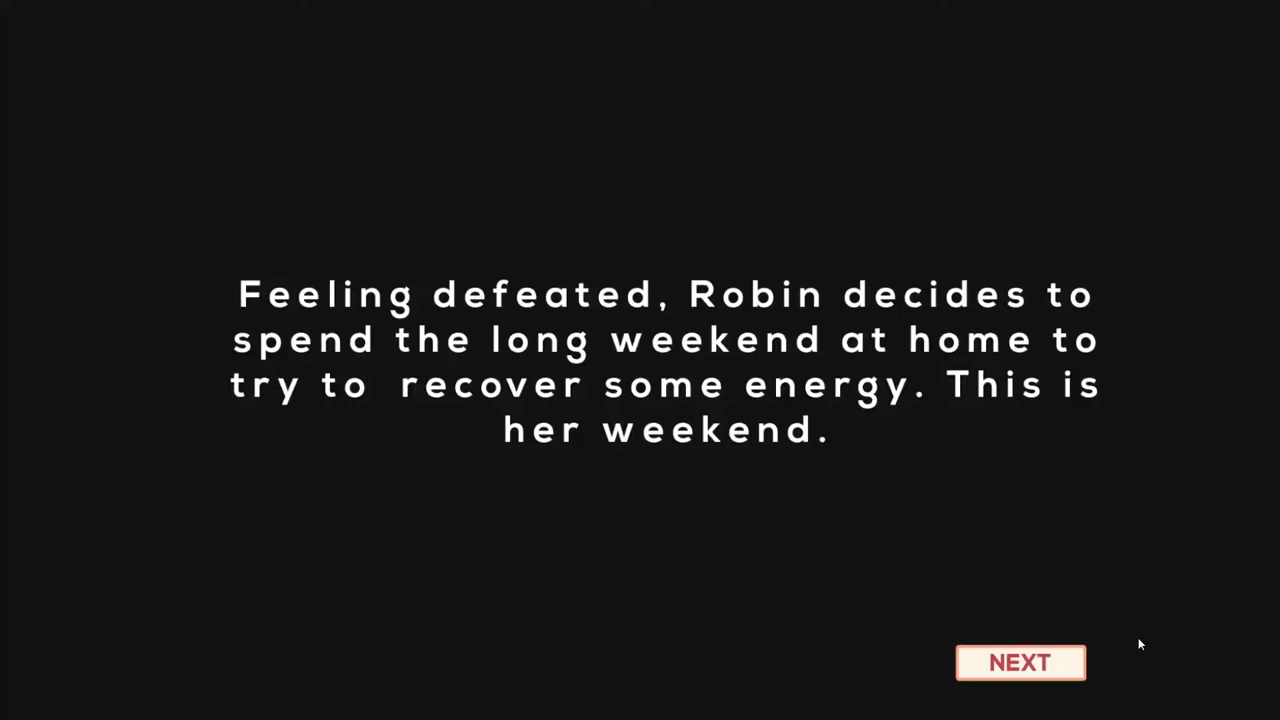 Feeling defeated, Robin decides to
spend the long weekend at home to
try to  recover some energy. This is
her weekend.
NEXT